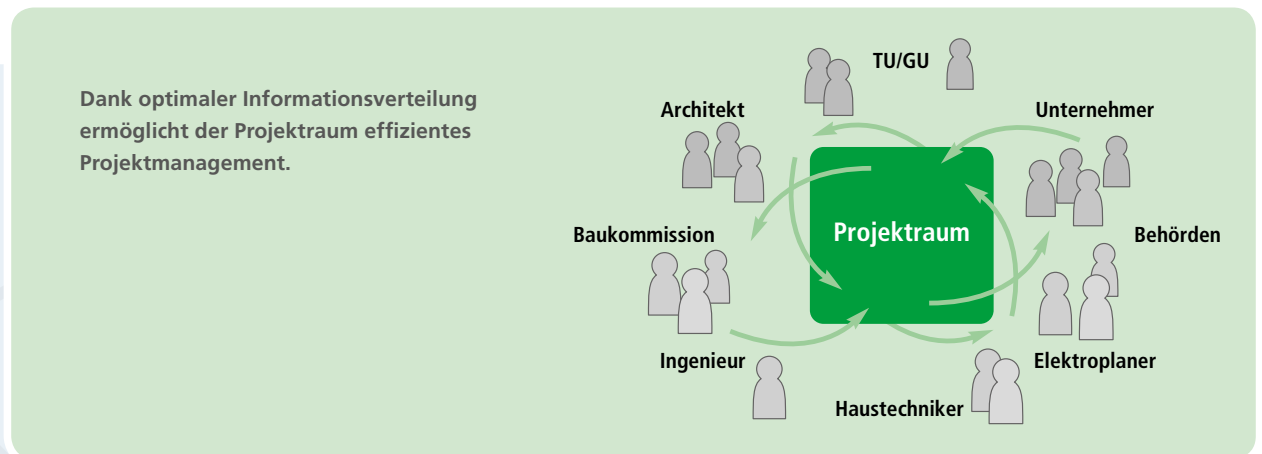 Dank optimaler Informationsverteilung
ermöglicht der Projektraum effizientes
Projektmanagement.
TU/GU
Architekt
Unternehmer
Baukommission
Projektraum
Behörden
Ingenieur
Elektroplaner
Haustechniker